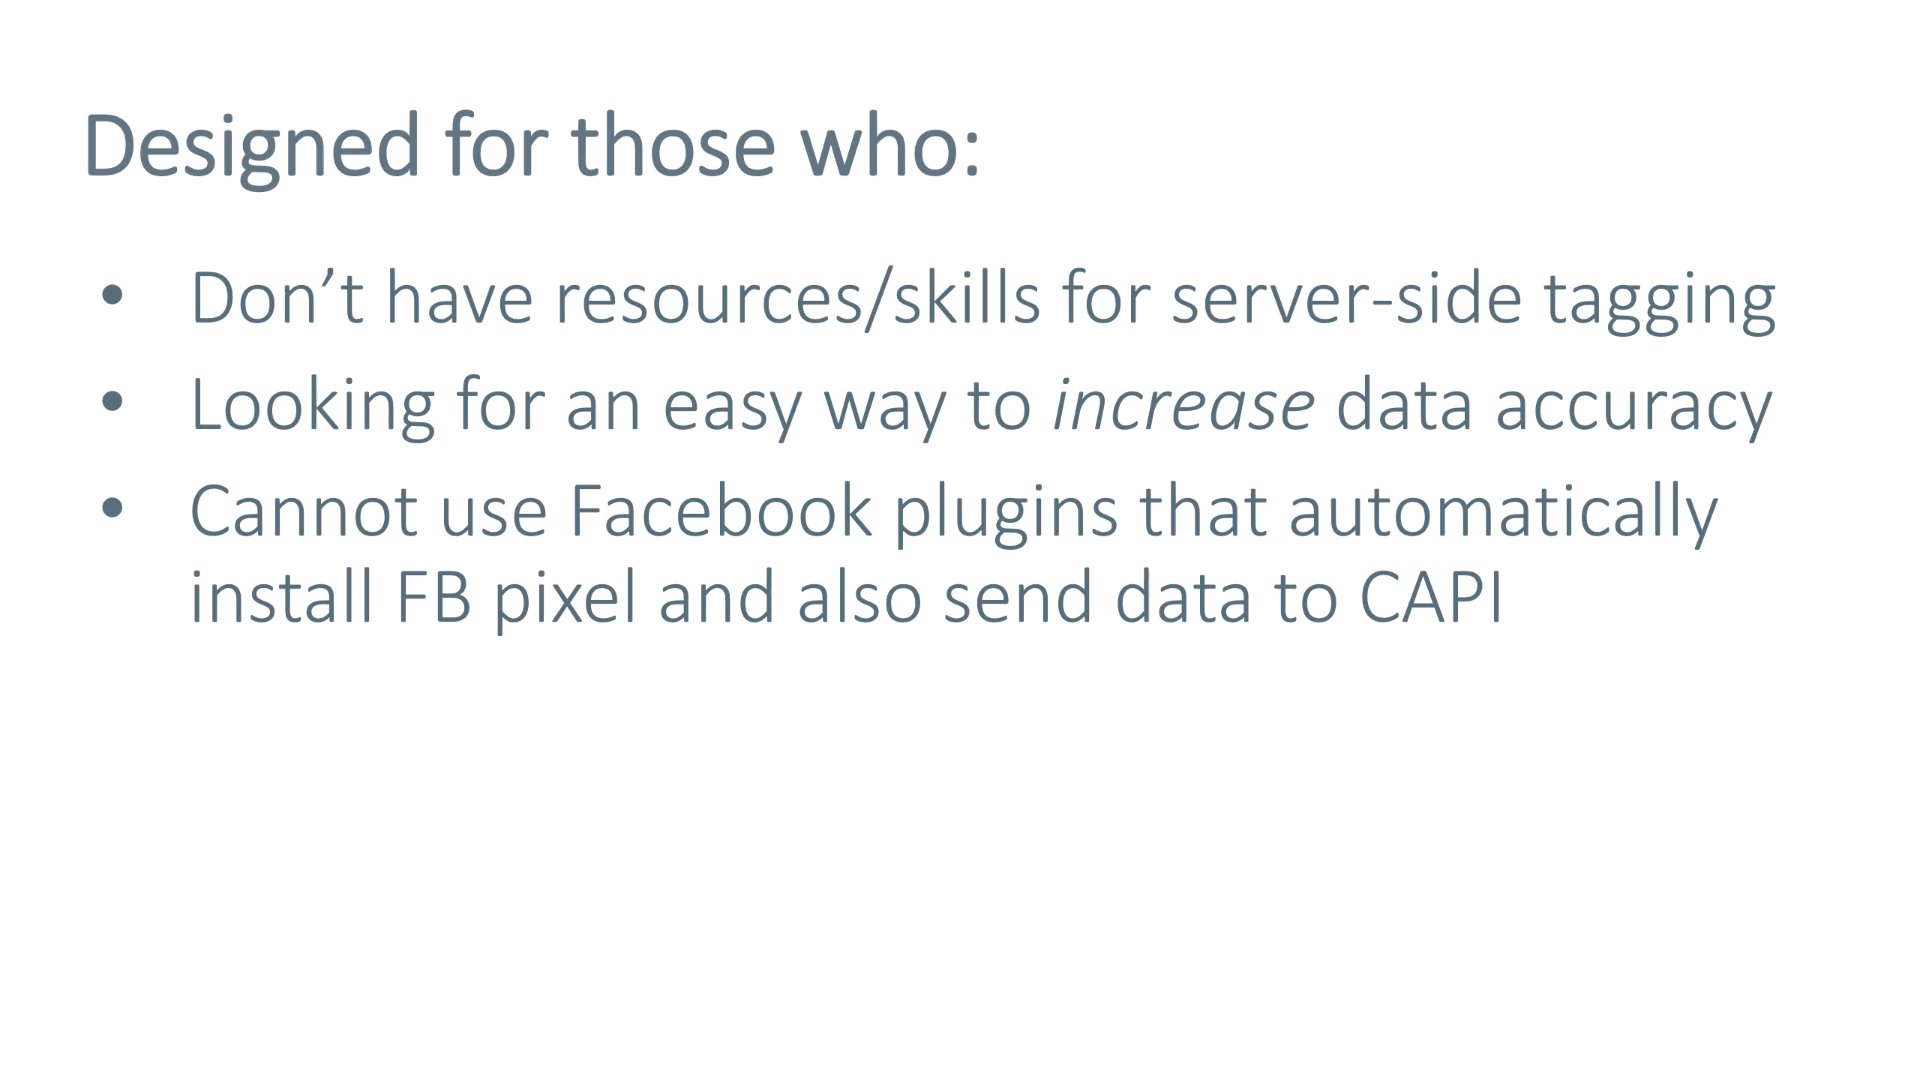 Designed for those who:
• Don’t have resources/skills for server-side tagging
• Looking for an easy way to increase data accuracy
• Cannot use Facebook plugins that automatically
install FB pixel and also send data to CAPI